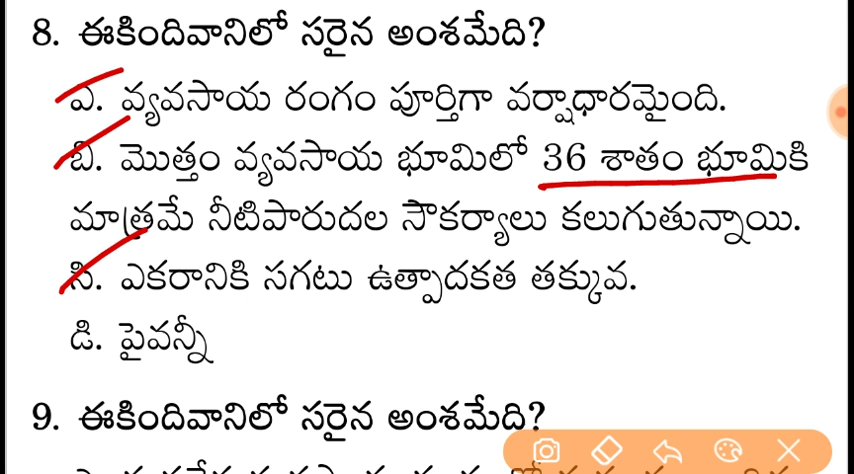 8. ఈకిందివానిలో సరైన అంశమేది?
ఎ. వ్యవసాయ రంగం పూర్తిగా వర్షాధారమైంది.
బి. మొత్తం వ్యవసాయ భూమిలో 36 శాతం భూమికి
మాత్రమే నీటిపారుదల సౌకర్యాలు కలుగుతున్నాయి.
సి. ఎకరానికి సగటు ఉత్పాదకత తక్కువ.
డి. పైవన్నీ
9. ఈకిందివానిలో సరైన అంశమేది?